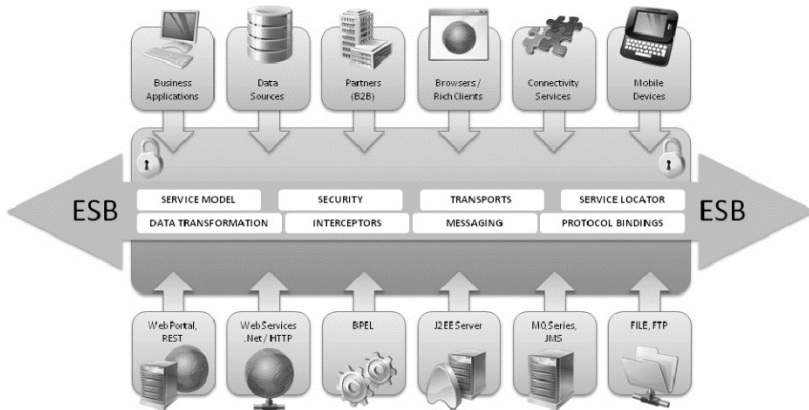 Business
Applications
Data
Sources
Partners
(B2B)
Browsers /
Rich Clients
Connectivity
Services
Mobile
Devices
ESB
ESB
SERVICE MODEL
SECURITY
TRANSPORTS
SERVICE LOCATOR
DATA TRANSFORMATION
INTERCEPTORS
MESSAGING
PROTOCOL BINDINGS
Web Portal,
REST
Web Services
.Net / HTTP
BPEL
J2EE Server
MQ Series,
JMS
FILE, FTP